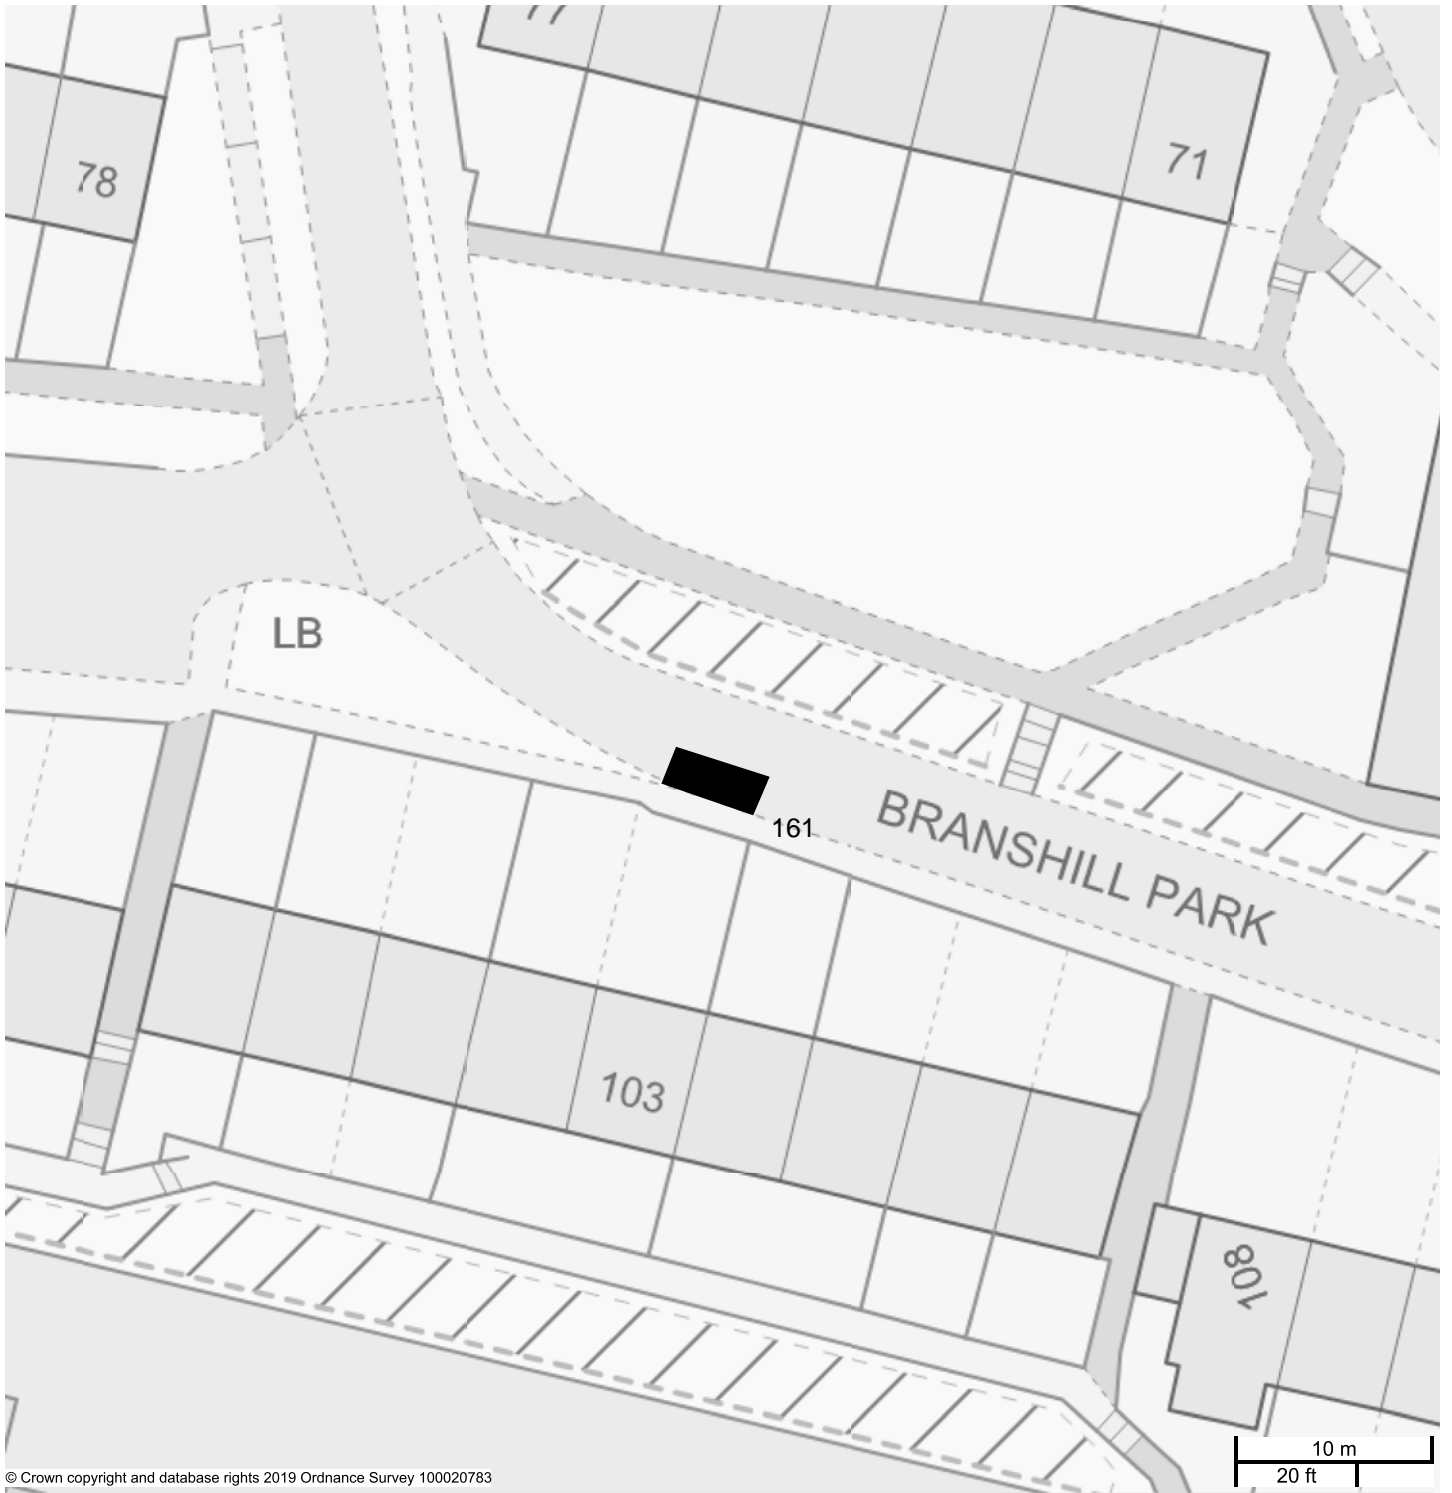 77
71
78
LB
161
BRANSHILL PARK
103
108
10 m
20 ft
© Crown copyright and database rights 2019 Ordnance Survey 100020783